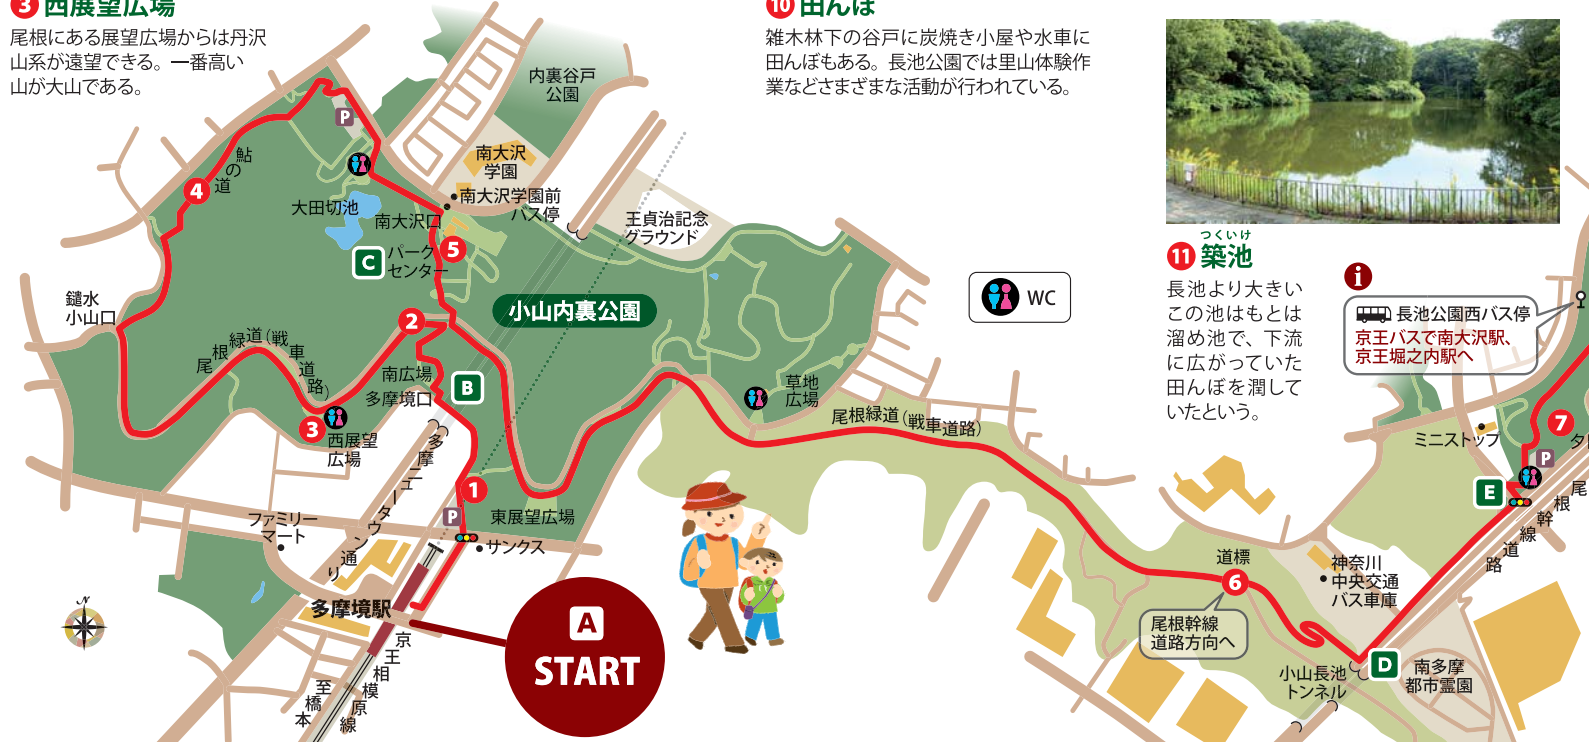 3 西展望広場
尾根にある展望広場からは丹沢
山系が遠望できる。一番高い
山が大山である。
10 田んぼ
雑木林下の谷戸に炭焼き小屋や水車に
田んぼもある。長池公園では里山体験作
業などさまざまな活動が行われている。
つくいけ
11 築池
長池より大きい
この池はもとは
溜め池で、下流
に広がっていた
田んぼを潤して
いたという。
i
長池公園西バス停
京王バスで南大沢駅、
京王堀之内駅へ
WC
内裏谷戸
公園
P
南大沢
学園
鮎の道
4
南大沢学園前
バス停
大田切池
南大沢口
王貞治記念
グラウンド
C
パーク
センター
5
鑓水
小山口
小山内裏公園
2
尾根緑道(戦車道路)
南広場
多摩境口
B
草地
広場
3
西展望
広場
尾根緑道(戦車道路)
多摩ニュータウン通り
1
P
東展望広場
ファミリー
マート
サンクス
N
多摩境駅
A
START
京王相模原線
至橋本
ミニストップ
7
タ
P
E
尾根幹線道路
道標
6
神奈川
中央交通
バス車庫
尾根幹線
道路方向へ
小山長池
トンネル
D
南多摩
都市霊園